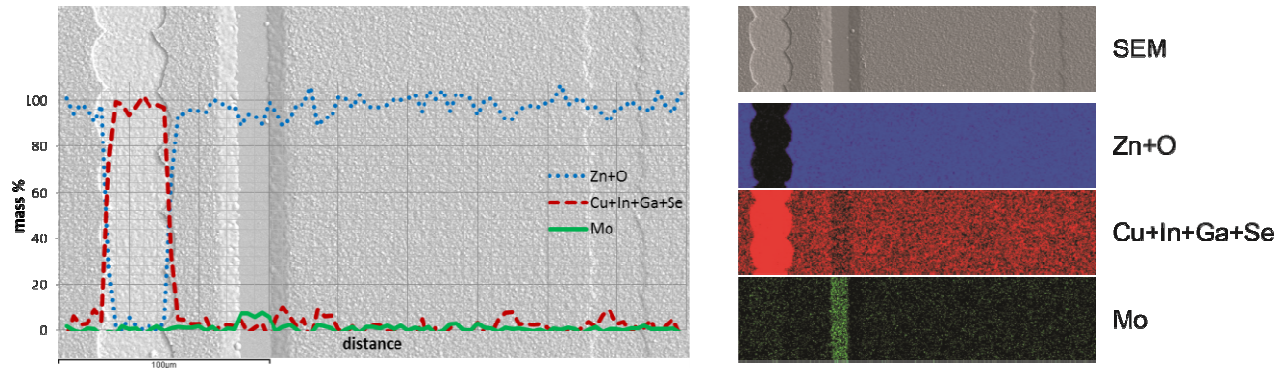 100
80
60
40
20
0
mass %
Zn+O
Cu+In+Ga+Se
Mo
distance
100µm
SEM
Zn+O
Cu+In+Ga+Se
Mo